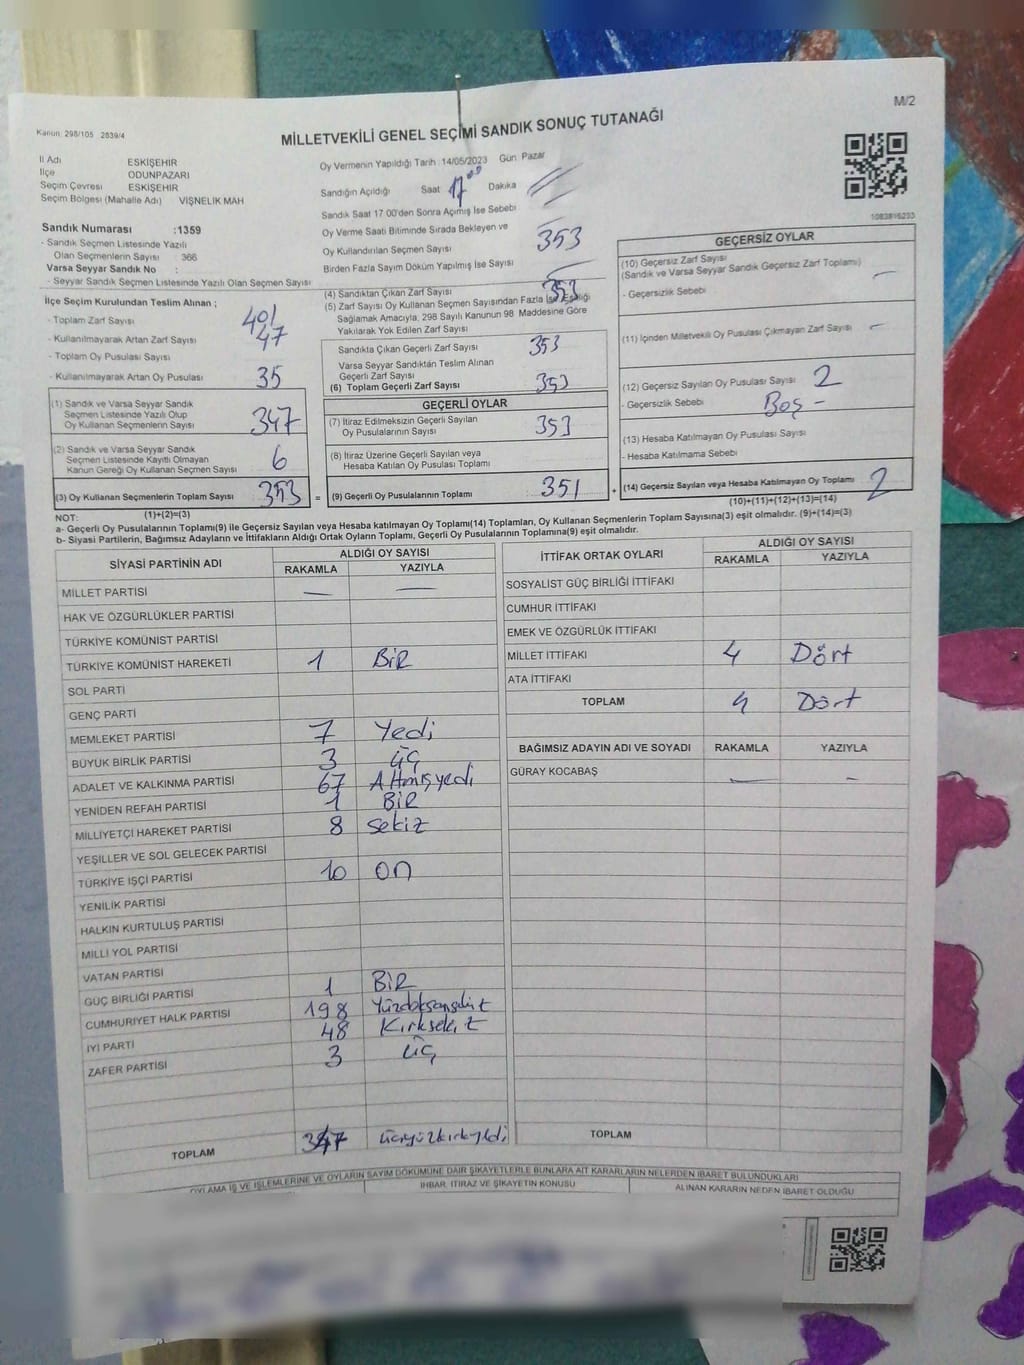 M/2
Kanun: 298/105 2839/4
MİLLETVEKİLİ GENEL SEÇİMİ SANDIK SONUÇ TUTANAĞI
İl Adı ESKİŞEHİR
İlçe ODUNPAZARI
Seçim Çevresi ESKİŞEHİR
Seçim Bölgesi (Mahalle Adı) VİŞNELİK MAH
Sandık Numarası :1359
- Sandık Seçmen Listesinde Yazılı
Olan Seçmenlerin Sayısı 366
Varsa Seyyar Sandık No :
- Seyyar Sandık Seçmen Listesinde Yazılı Olan Seçmen Sayısı
İlçe Seçim Kurulundan Teslim Alınan ;
- Toplam Zarf Sayısı 401
- Kullanılmayarak Artan Zarf Sayısı 47
- Toplam Oy Pusulası Sayısı
- Kullanılmayarak Artan Oy Pusulası 35
(1) Sandık ve Varsa Seyyar Sandık
Seçmen Listesinde Yazılı Olup
Oy Kullanan Seçmenlerin Sayısı 347
(2) Sandık ve Varsa Seyyar Sandık
Seçmen Listesinde Kayıtlı Olmayan
Kanun Gereği Oy Kullanan Seçmen Sayısı 6
(3) Oy Kullanan Seçmenlerin Toplam Sayısı 353 =
(1)+(2)=(3)
Oy Vermenin Yapıldığı Tarih 14/05/2023 Gün Pazar
Sandığın Açıldığı Saat 17 00 Dakika
Sandık Saat 17.00'den Sonra Açımış İse Sebebi
Oy Verme Saati Bitiminde Sırada Bekleyen ve
Oy Kullandırılan Seçmen Sayısı 353
Birden Fazla Sayım Döküm Yapılmış İse Sayısı
(4) Sandıktan Çıkan Zarf Sayısı 353
(5) Zarf Sayısı Oy Kullanan Seçmen Sayısından Fazla İse Eşitliği
Sağlamak Amacıyla, 298 Sayılı Kanunun 98 Maddesine Göre
Yakılarak Yok Edilen Zarf Sayısı
Sandıkta Çıkan Geçerli Zarf Sayısı 353
Varsa Seyyar Sandıktan Teslim Alınan
Geçerli Zarf Sayısı
(6) Toplam Geçerli Zarf Sayısı 353
GEÇERLİ OYLAR
(7) İtiraz Edilmeksizin Geçerli Sayılan
Oy Pusulalarının Sayısı 353
(8) İtiraz Üzerine Geçerli Sayılan veya
Hesaba Katılan Oy Pusulası Toplamı
(9) Geçerli Oy Pusulalarının Toplamı 351 +
1083816233
GEÇERSİZ OYLAR
(10) Geçersiz Zarf Sayısı
(Sandık ve Varsa Seyyar Sandık Geçersiz Zarf Toplamı) —
- Geçersizlik Sebebi
(11) İçinden Milletvekili Oy Pusulası Çıkmayan Zarf Sayısı —
(12) Geçersiz Sayılan Oy Pusulası Sayısı 2
- Geçersizlik Sebebi Boş -
(13) Hesaba Katılmayan Oy Pusulası Sayısı
- Hesaba Katılmama Sebebi
(14) Geçersiz Sayılan veya Hesaba Katılmayan Oy Toplamı 2
(10)+(11)+(12)+(13)=(14)
NOT:
a- Geçerli Oy Pusulalarının Toplamı(9) ile Geçersiz Sayılan veya Hesaba katılmayan Oy Toplamı(14) Toplamları, Oy Kullanan Seçmenlerin Toplam Sayısına(3) eşit olmalıdır. (9)+(14)=(3)
b- Siyasi Partilerin, Bağımsız Adayların ve İttifakların Aldığı Ortak Oyların Toplamı, Geçerli Oy Pusulalarının Toplamına(9) eşit olmalıdır.
SİYASİ PARTİNİN ADI ALDIĞI OY SAYISI
RAKAMLA YAZIYLA
MİLLET PARTİSİ — —
HAK VE ÖZGÜRLÜKLER PARTİSİ
TÜRKİYE KOMÜNİST PARTİSİ
TÜRKİYE KOMÜNİST HAREKETİ 1 BİR
SOL PARTİ
GENÇ PARTİ
MEMLEKET PARTİSİ 7 Yedi
BÜYÜK BİRLİK PARTİSİ 3 üç
ADALET VE KALKINMA PARTİSİ 67 Altmışyedi
YENİDEN REFAH PARTİSİ 1 BİR
MİLLİYETÇİ HAREKET PARTİSİ 8 sekiz
YEŞİLLER VE SOL GELECEK PARTİSİ
TÜRKİYE İŞÇİ PARTİSİ 10 on
YENİLİK PARTİSİ
HALKIN KURTULUŞ PARTİSİ
MİLLİ YOL PARTİSİ
VATAN PARTİSİ
GÜÇ BİRLİĞİ PARTİSİ 1 BİR
CUMHURİYET HALK PARTİSİ 198
İYİ PARTİ 48 Kırksekiz
ZAFER PARTİSİ 3 üç
TOPLAM 347 üçyüzkırkyedi
İTTİFAK ORTAK OYLARI ALDIĞI OY SAYISI
RAKAMLA YAZIYLA
SOSYALİST GÜÇ BİRLİĞİ İTTİFAKI
CUMHUR İTTİFAKI
EMEK VE ÖZGÜRLÜK İTTİFAKI
MİLLET İTTİFAKI 4 Dört
ATA İTTİFAKI
TOPLAM 4 Dört
BAĞIMSIZ ADAYIN ADI VE SOYADI RAKAMLA YAZIYLA
GÜRAY KOCABAŞ — —
TOPLAM
OYLAMA İŞ VE İŞLEMLERİNE VE OYLARIN SAYIM DÖKÜMÜNE DAİR ŞİKAYETLERLE BUNLARA AİT KARARLARIN NELERDEN İBARET BULUNDUKLARI
İHBAR, İTİRAZ VE ŞİKAYETİN KONUSU ALINAN KARARIN NEDEN İBARET OLDUĞU